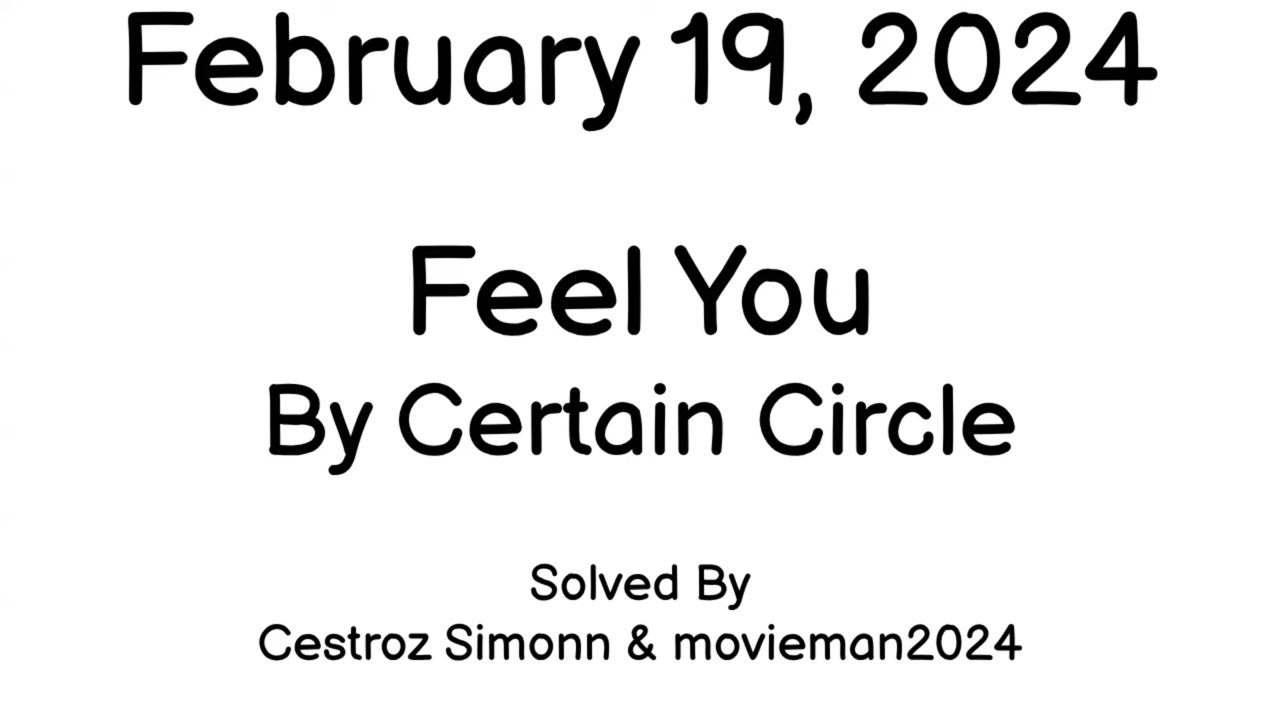 February 19, 2024
Feel You
By Certain Circle
Solved By
Cestroz Simonn & movieman2024